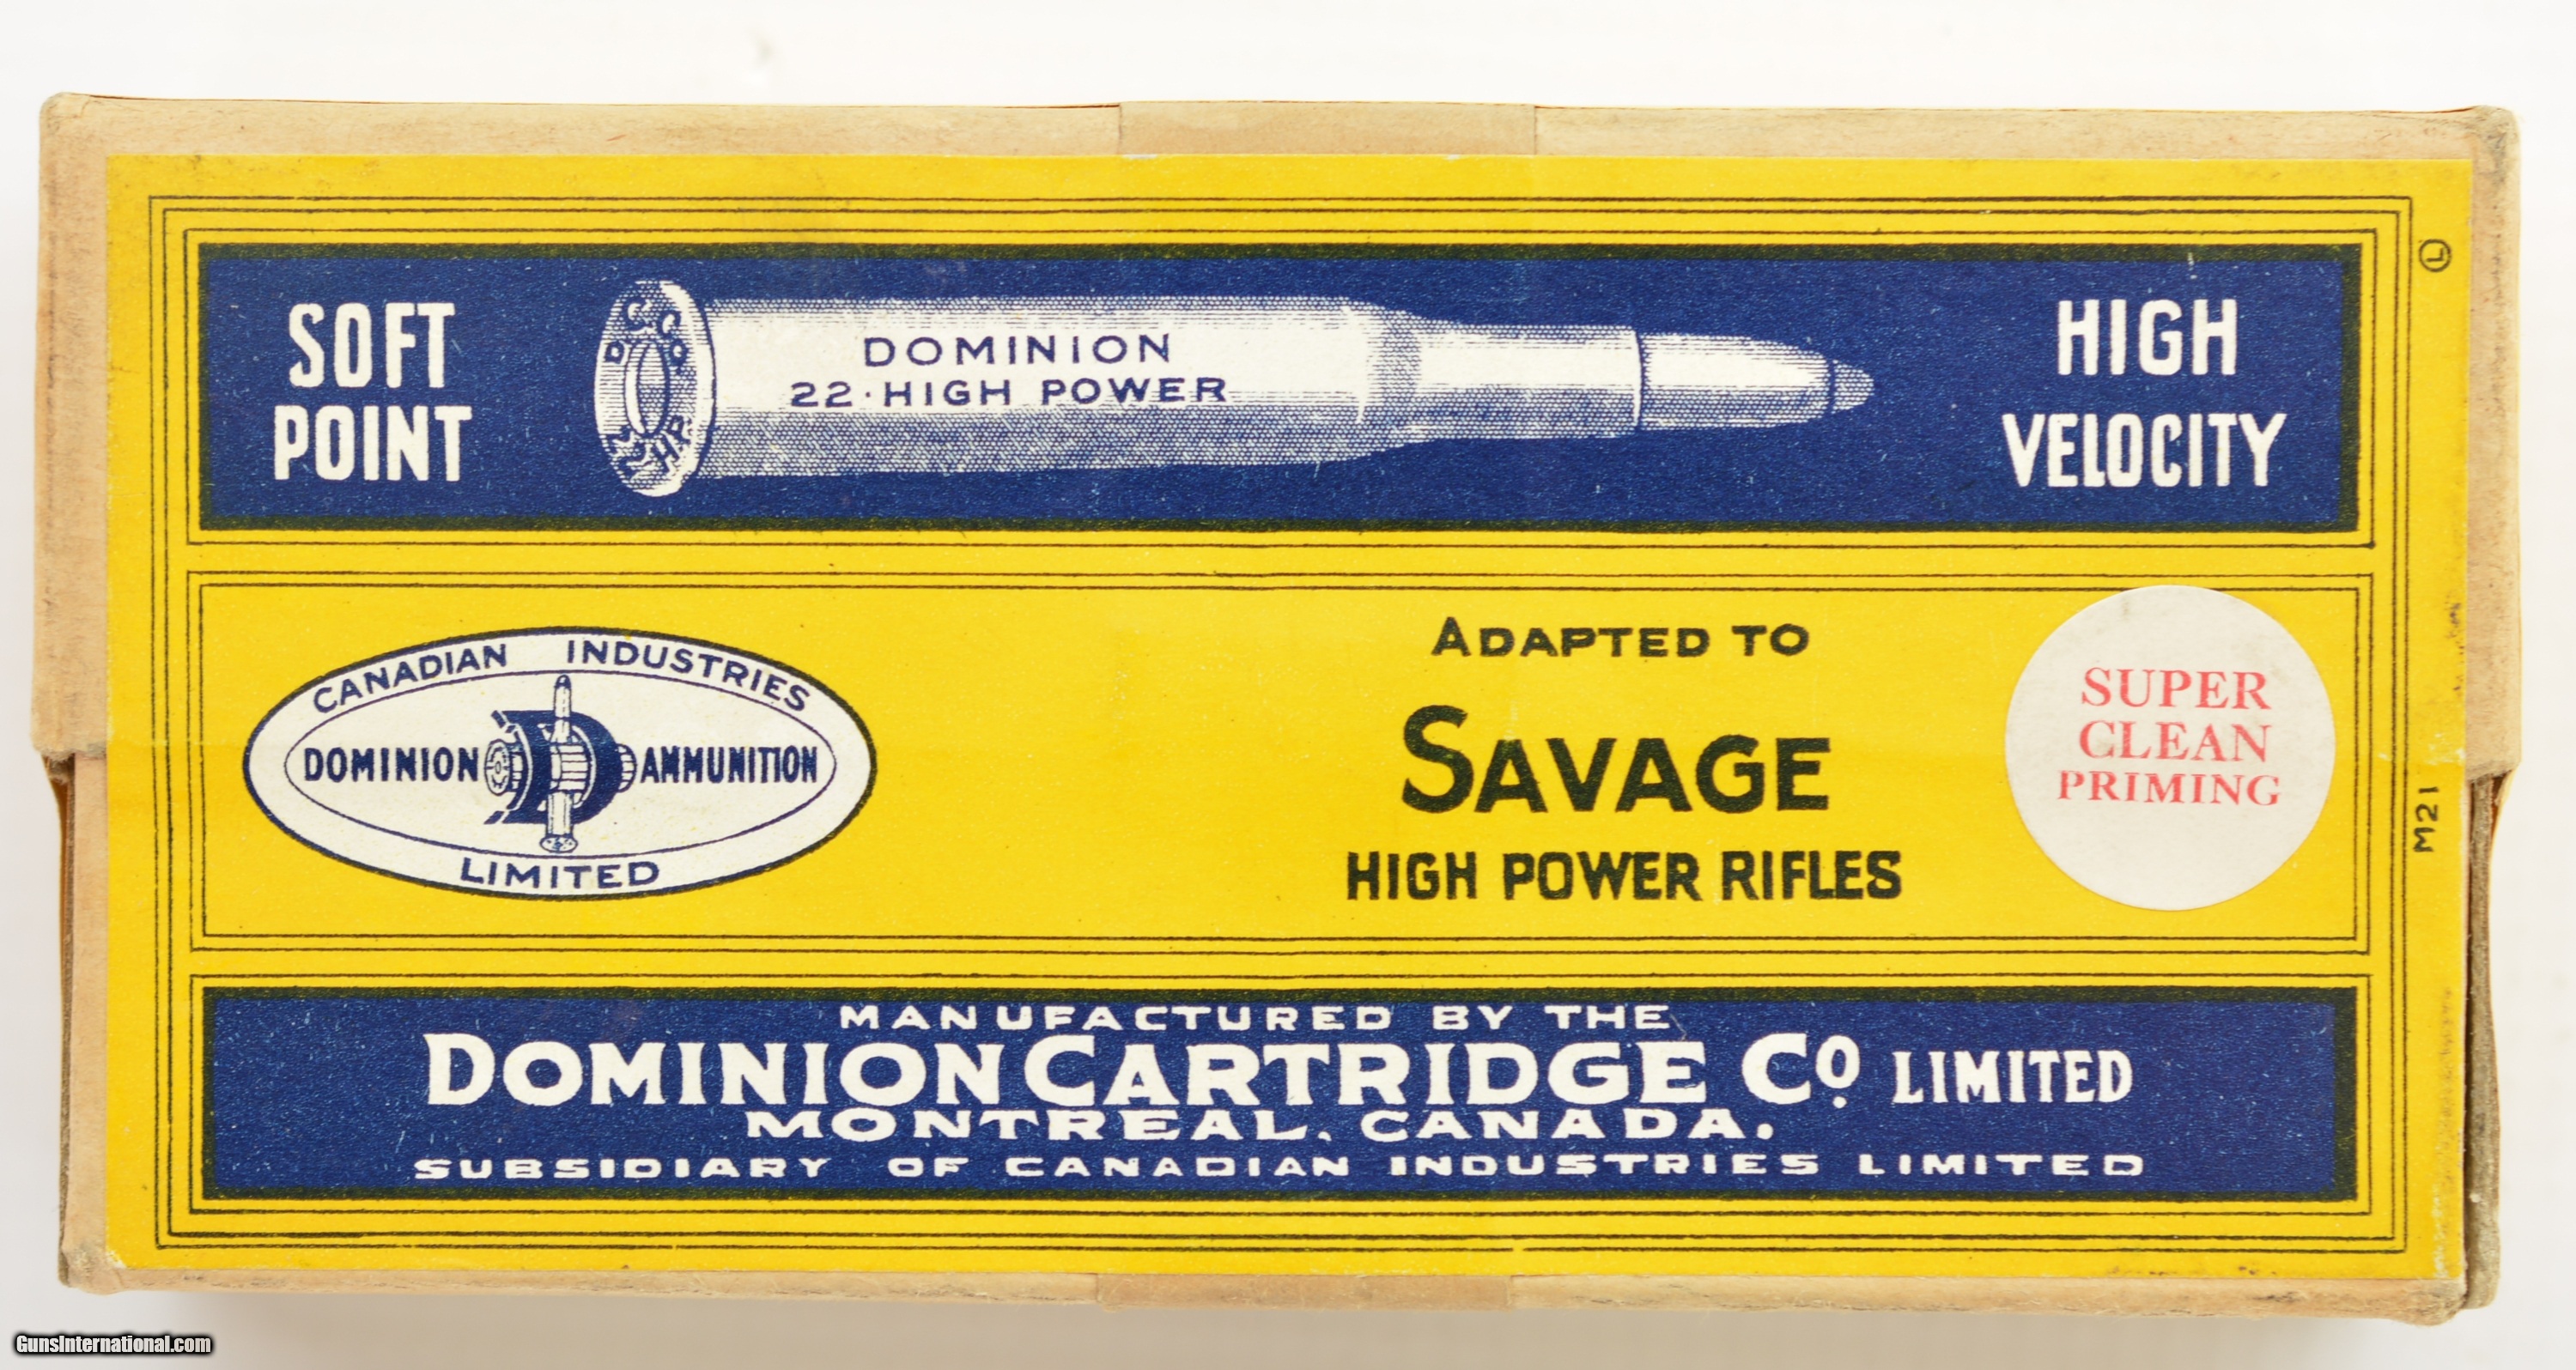 SOFT
POINT
D.C.CO.
22 H.P.
DOMINION
22·HIGH POWER
HIGH
VELOCITY
Ⓛ
CANADIAN INDUSTRIES
DOMINION AMMUNITION
LIMITED
ADAPTED TO
SAVAGE
HIGH POWER RIFLES
SUPER
CLEAN
PRIMING
M21
MANUFACTURED BY THE
DOMINION CARTRIDGE CO. LIMITED
MONTREAL, CANADA.
SUBSIDIARY OF CANADIAN INDUSTRIES LIMITED
GunsInternational.com